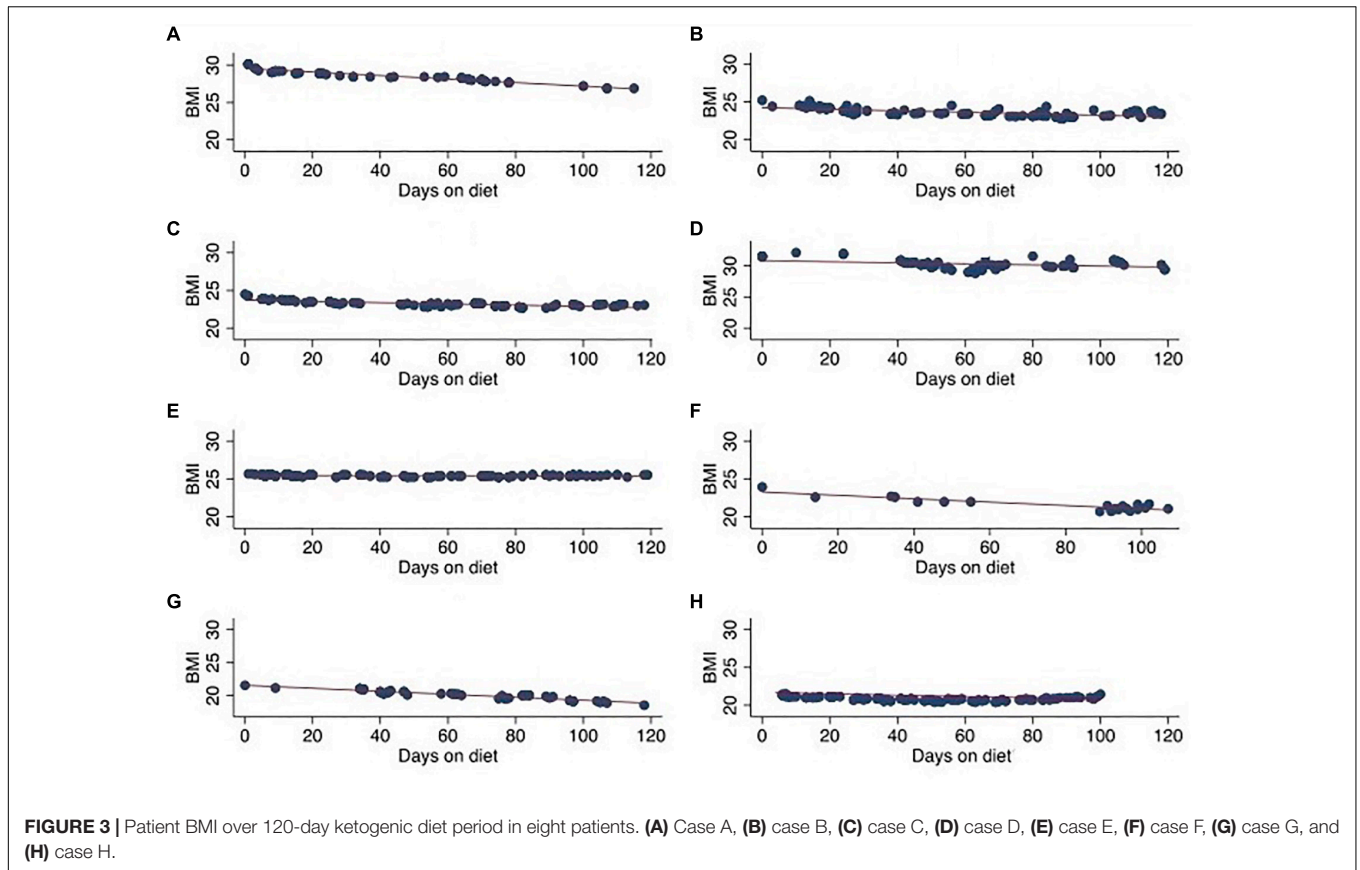 A
BMI
30
25
20
0 20 40 60 80 100 120
Days on diet
B
BMI
30
25
20
0 20 40 60 80 100 120
Days on diet
C
BMI
30
25
20
0 20 40 60 80 100 120
Days on diet
D
BMI
30
25
20
0 20 40 60 80 100 120
Days on diet
E
BMI
30
25
20
0 20 40 60 80 100 120
Days on diet
F
BMI
30
25
20
0 20 40 60 80 100
Days on diet
G
BMI
30
25
20
0 20 40 60 80 100 120
Days on diet
H
BMI
30
25
20
0 20 40 60 80 100 120
Days on diet
FIGURE 3 | Patient BMI over 120-day ketogenic diet period in eight patients. (A) Case A, (B) case B, (C) case C, (D) case D, (E) case E, (F) case F, (G) case G, and
(H) case H.